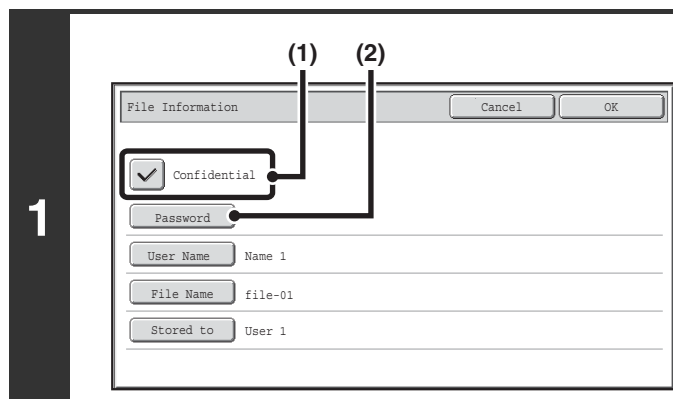 1
(1) (2)
File Information Cancel OK
Confidential
Password
User Name Name 1
File Name file-01
Stored to User 1